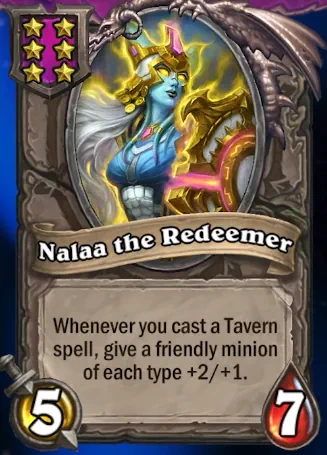 Nalaa the Redeemer
Whenever you cast a Tavern
spell, give a friendly minion
of each type +2/+1.
5
7